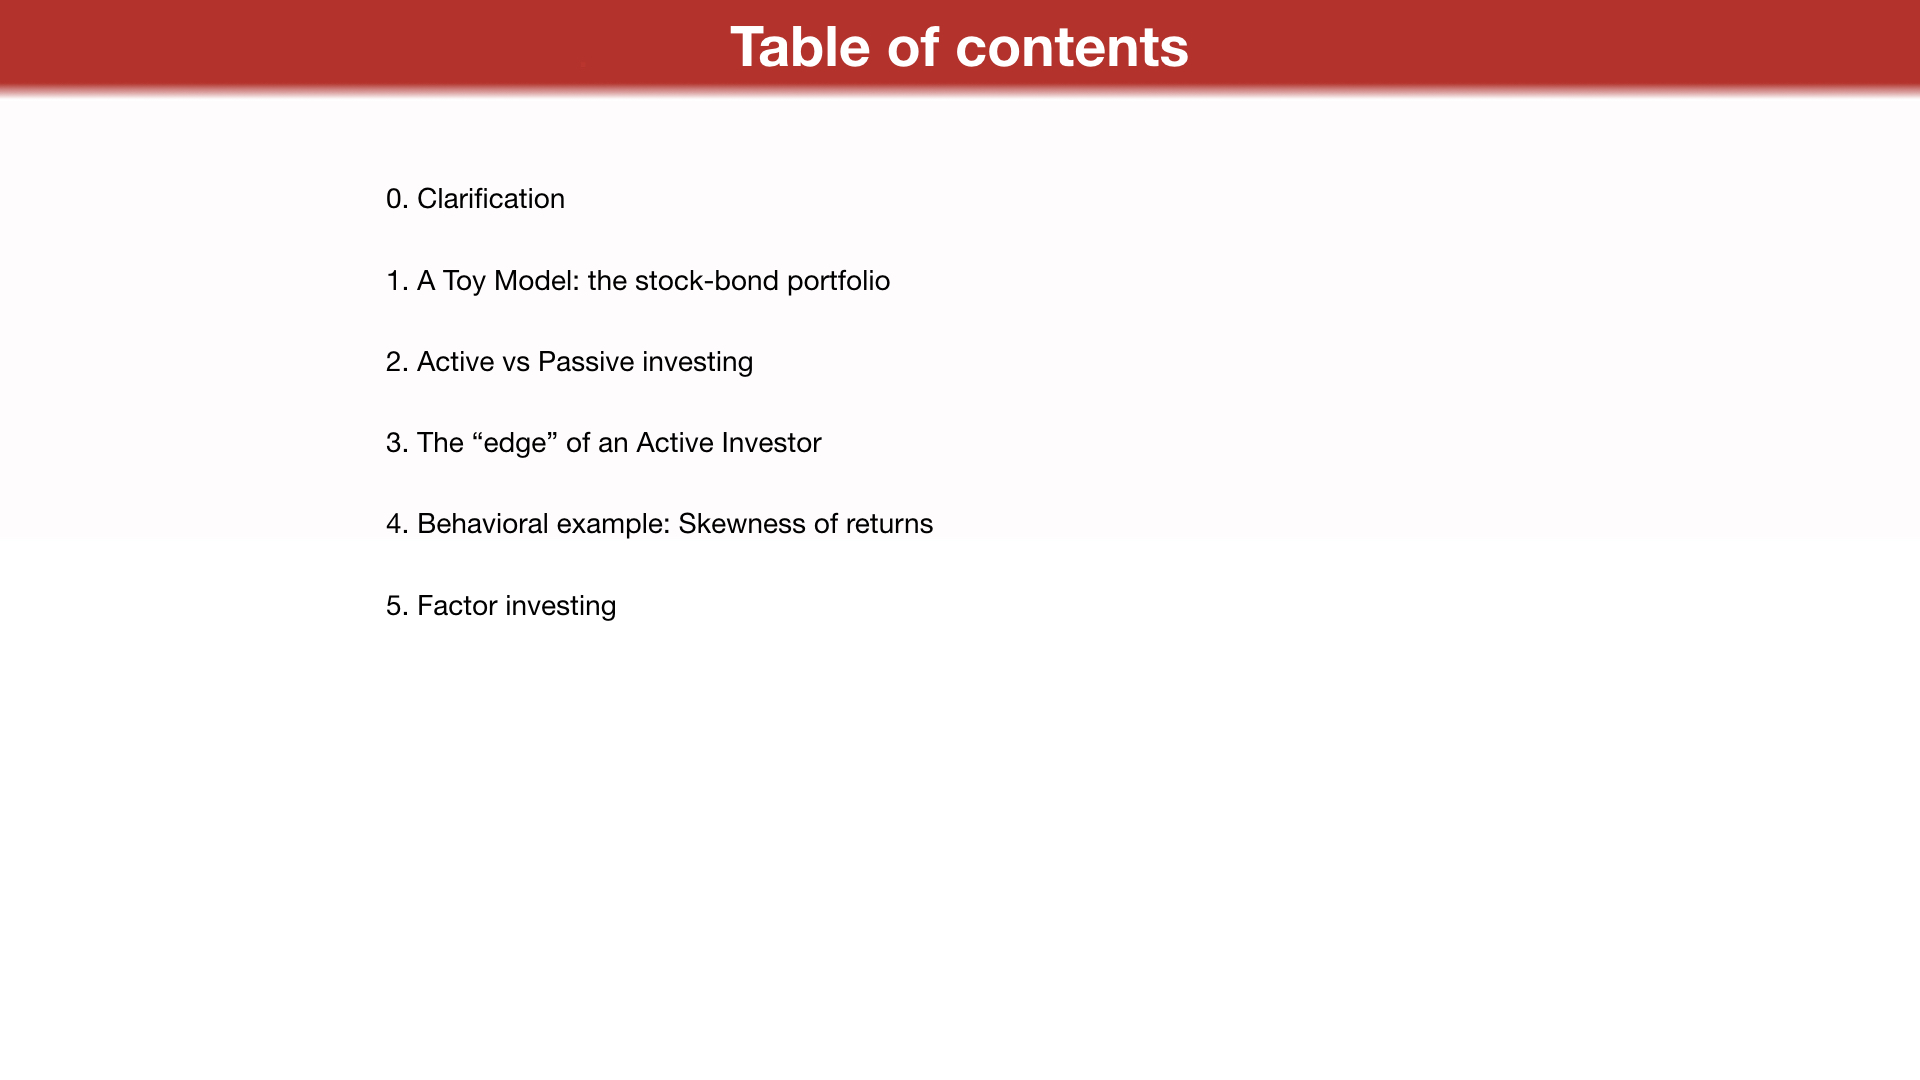 Table of contents
0. Clarification
1. A Toy Model: the stock-bond portfolio
2. Active vs Passive investing
3. The “edge” of an Active Investor
4. Behavioral example: Skewness of returns
5. Factor investing